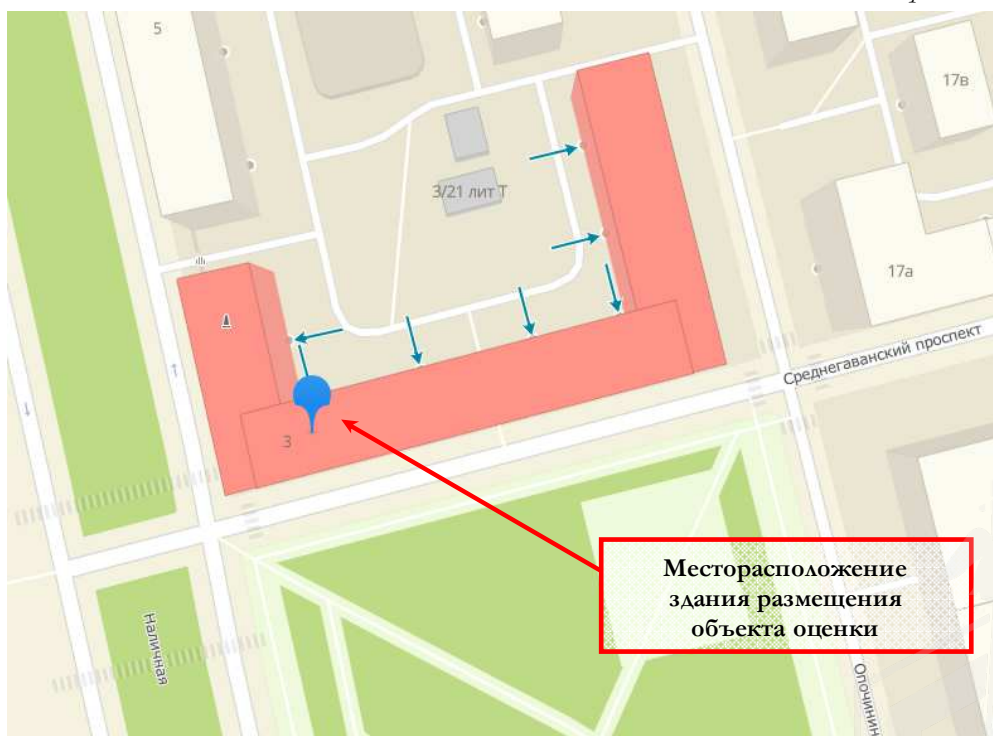 5
17в
3/21 лит Т
17а
Среднегаванский проспект
3
Месторасположение
здания размещения
объекта оценки
Наличная
Опочинин